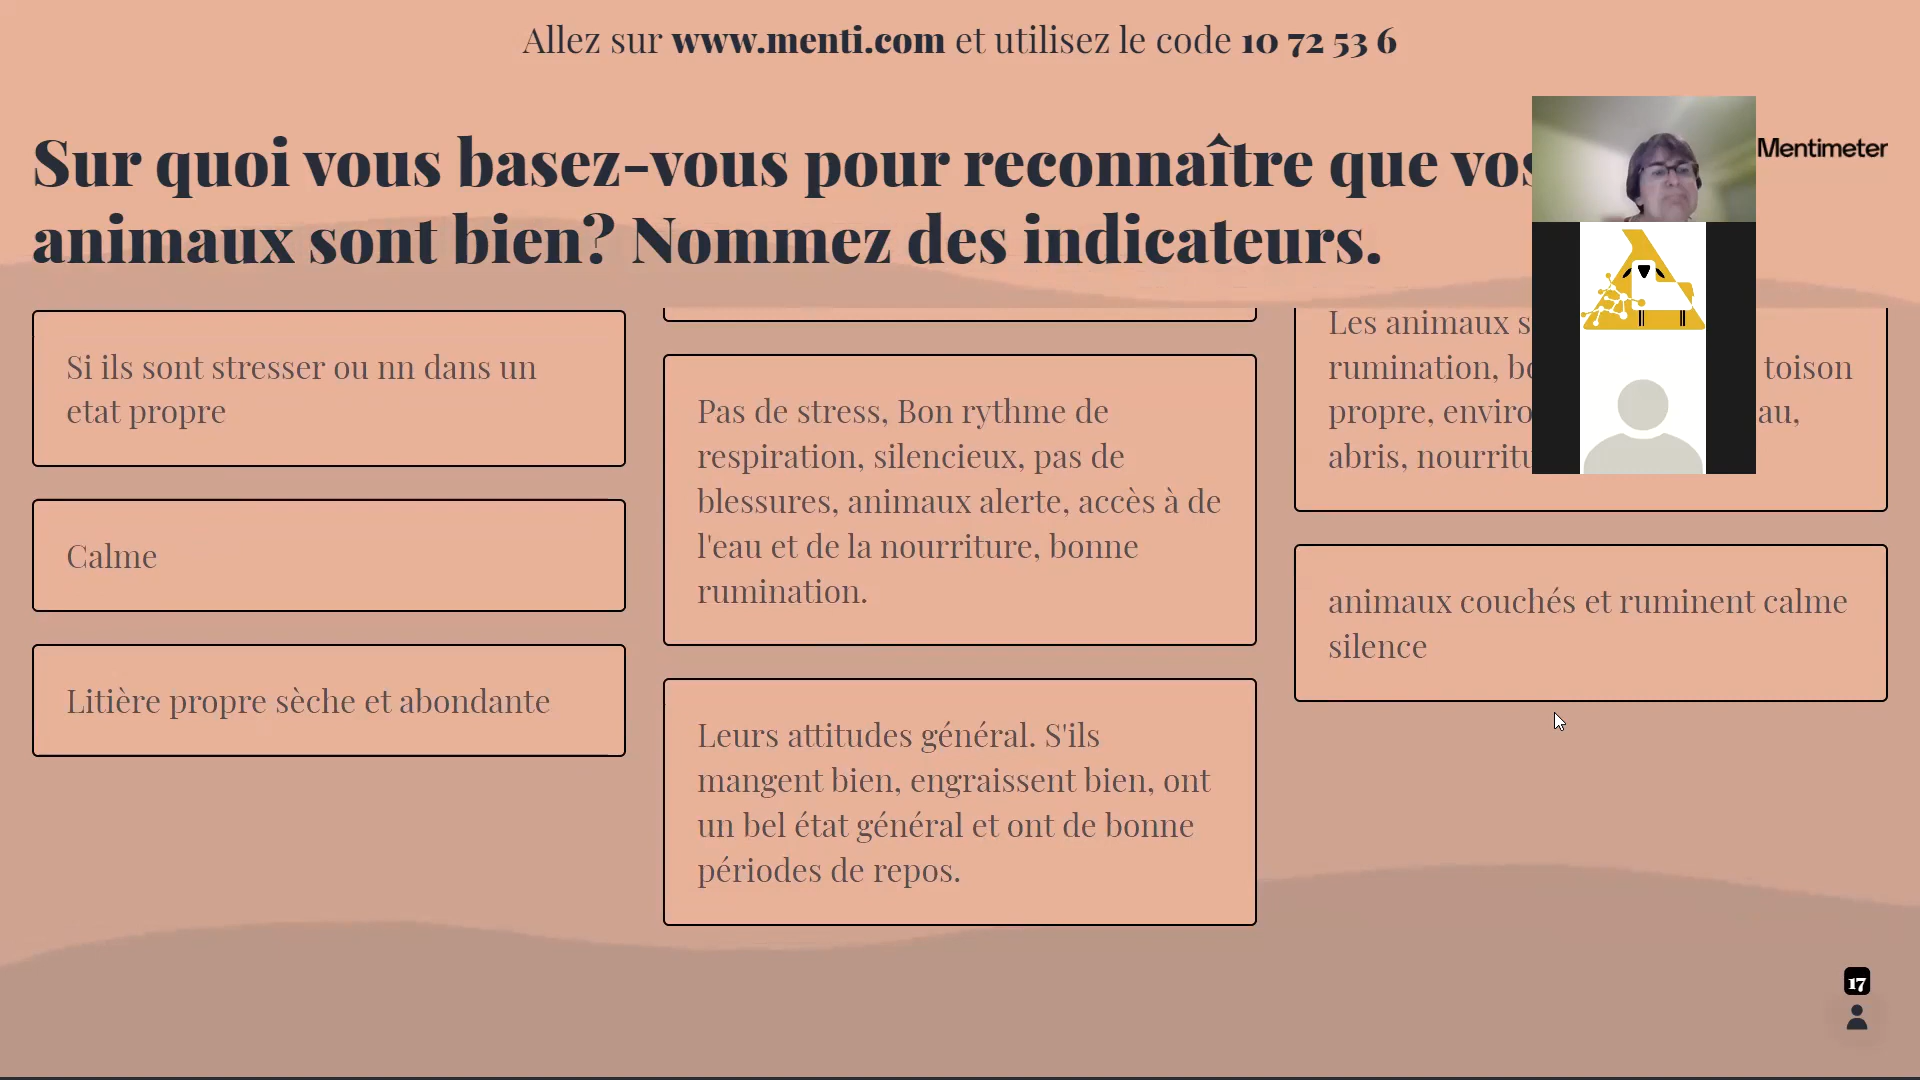 Allez sur www.menti.com et utilisez le code 10 72 53 6
Mentimeter
Sur quoi vous basez-vous pour reconnaître que vos
animaux sont bien? Nommez des indicateurs.
Si ils sont stresser ou nn dans un
etat propre
Calme
Litière propre sèche et abondante
Pas de stress, Bon rythme de
respiration, silencieux, pas de
blessures, animaux alerte, accès à de
l'eau et de la nourriture, bonne
rumination.
Leurs attitudes général. S'ils
mangent bien, engraissent bien, ont
un bel état général et ont de bonne
périodes de repos.
Les animaux
rumination, toison
propre,
abris,
animaux couchés et ruminent calme
silence
17